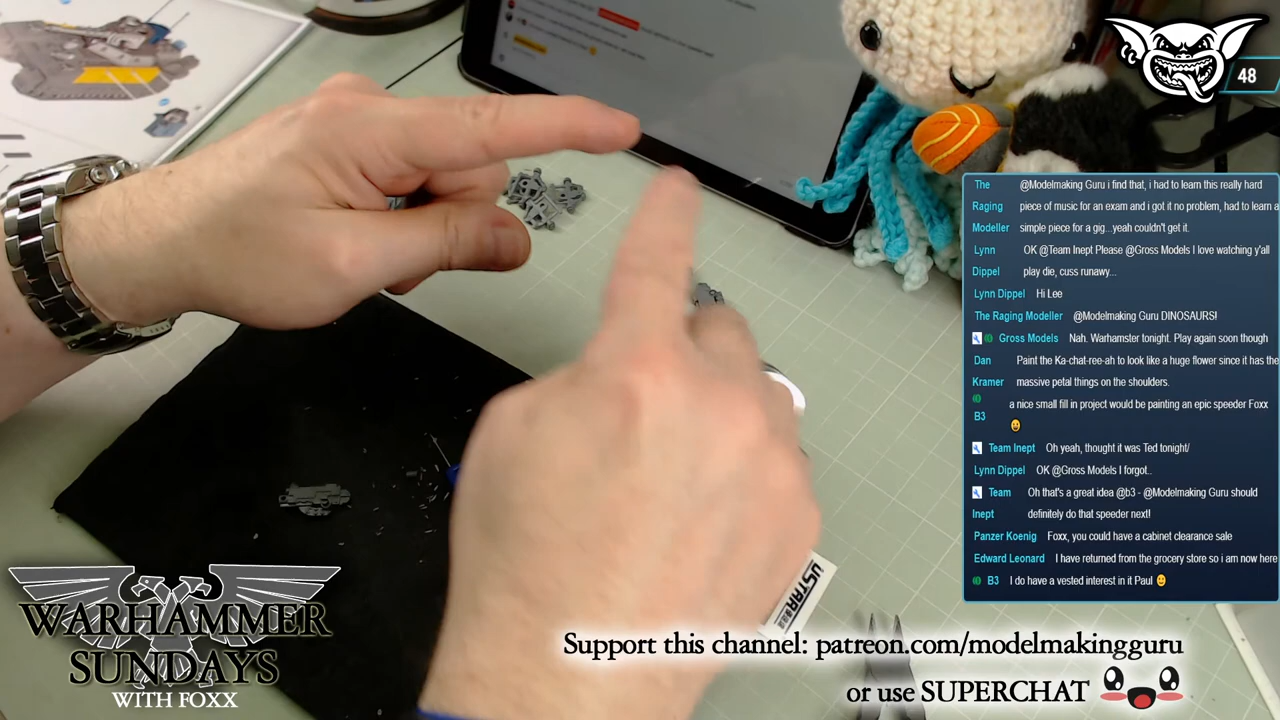 48
The @Modelmaking Guru i find that, i had to learn this really hard
Raging piece of music for an exam and i got it no problem, had to learn a
Modeller simple piece for a gig...yeah couldn't get it.
Lynn OK @Team Inept Please @Gross Models I love watching y'all
Dippel play die, cuss runawy...
Lynn Dippel Hi Lee
The Raging Modeller @Modelmaking Guru DINOSAURS!
Gross Models Nah. Warhamster tonight. Play again soon though
Dan Paint the Ka-chat-ree-ah to look like a huge flower since it has the
Kramer massive petal things on the shoulders.
a nice small fill in project would be painting an epic speeder Foxx
B3
Team Inept Oh yeah, thought it was Ted tonight/
Lynn Dippel OK @Gross Models I forgot..
Team Oh that's a great idea @b3 - @Modelmaking Guru should
Inept definitely do that speeder next!
Panzer Koenig Foxx, you could have a cabinet clearance sale
Edward Leonard I have returned from the grocery store so i am now here
B3 I do have a vested interest in it Paul
USTAR
WARHAMMER
SUNDAYS
WITH FOXX
Support this channel: patreon.com/modelmakingguru
or use SUPERCHAT